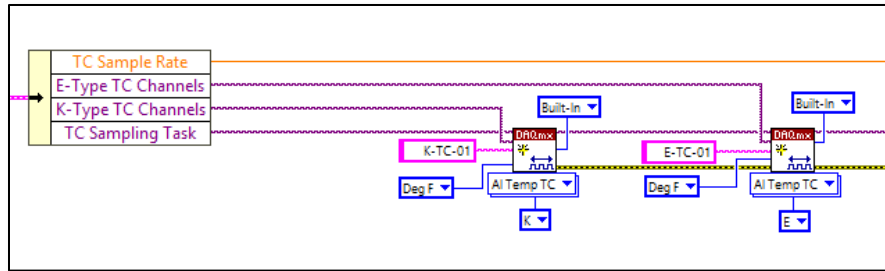 TC Sample Rate
E-Type TC Channels
K-Type TC Channels
TC Sampling Task
Built-In
DAQmx
K-TC-01
Deg F
AI Temp TC
K
Built-In
DAQmx
E-TC-01
Deg F
AI Temp TC
E